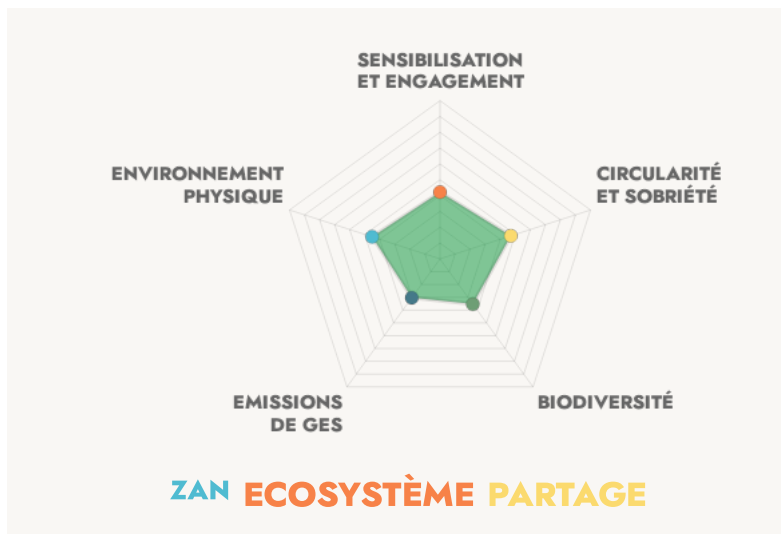 SENSIBILISATION
ET ENGAGEMENT
ENVIRONNEMENT
PHYSIQUE
CIRCULARITÉ
ET SOBRIÉTÉ
EMISSIONS
DE GES
BIODIVERSITÉ
ZAN ECOSYSTÈME PARTAGE